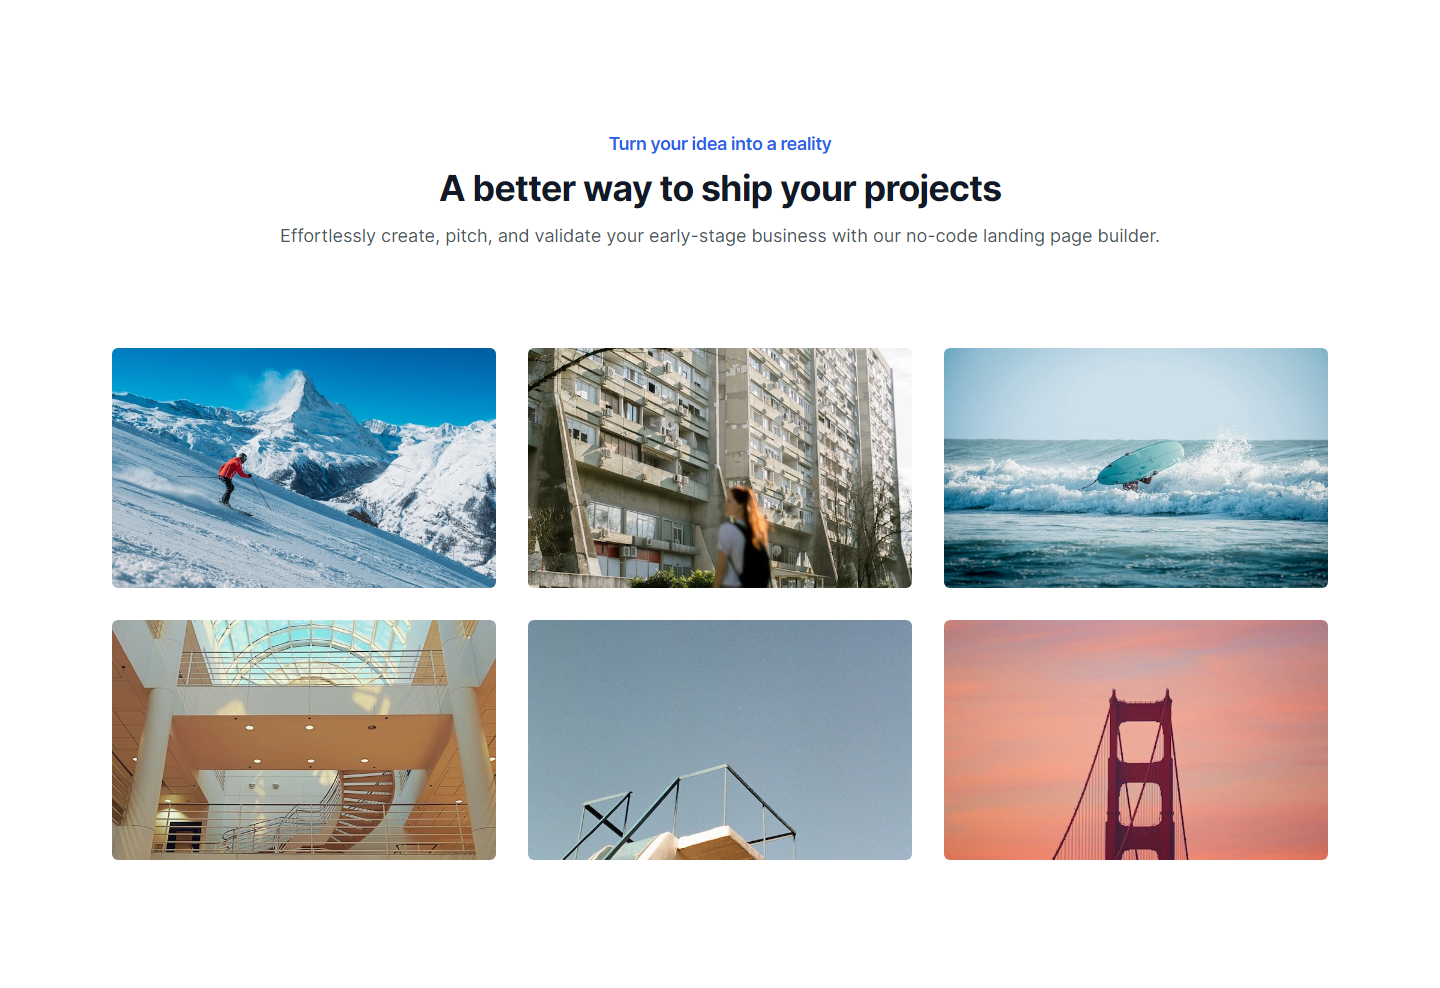 Turn your idea into a reality
A better way to ship your projects
Effortlessly create, pitch, and validate your early-stage business with our no-code landing page builder.